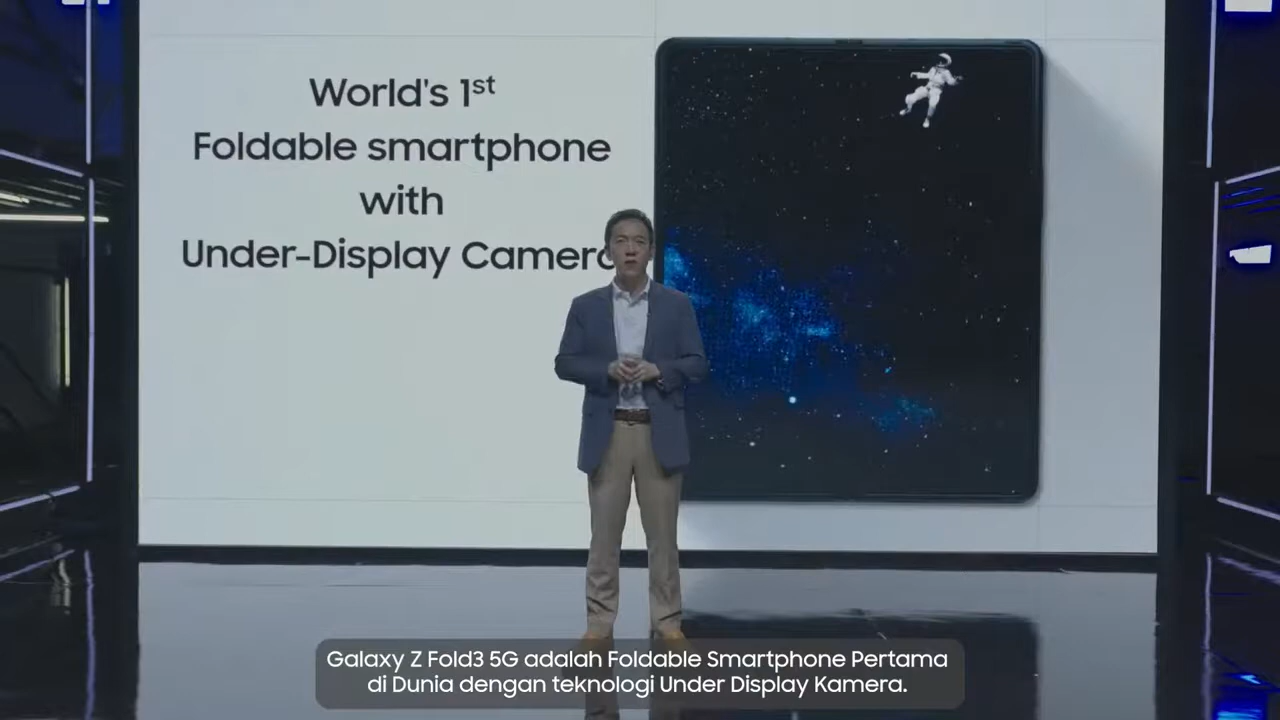 World's 1st
Foldable smartphone
with
Under-Display Camera
Galaxy Z Fold3 5G adalah Foldable Smartphone Pertama
di Dunia dengan teknologi Under Display Kamera.